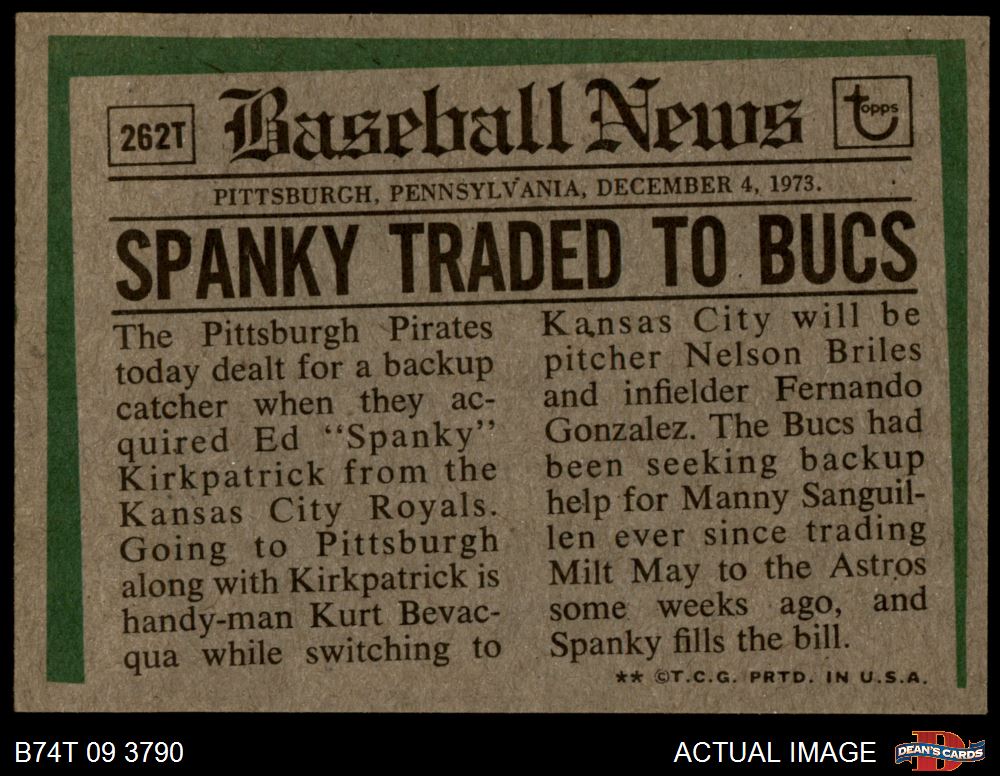 262T
Baseball News
topps
PITTSBURGH, PENNSYLVANIA, DECEMBER 4, 1973.
SPANKY TRADED TO BUCS
The Pittsburgh Pirates
today dealt for a backup
catcher when they ac-
quired Ed “Spanky”
Kirkpatrick from the
Kansas City Royals.
Going to Pittsburgh
along with Kirkpatrick is
handy-man Kurt Bevac-
qua while switching to
Kansas City will be
pitcher Nelson Briles
and infielder Fernando
Gonzalez. The Bucs had
been seeking backup
help for Manny Sanguil-
len ever since trading
Milt May to the Astros
some weeks ago, and
Spanky fills the bill.
** ©T.C.G. PRTD. IN U.S.A.
B74T 09 3790
ACTUAL IMAGE
D
DEAN'S CARDS